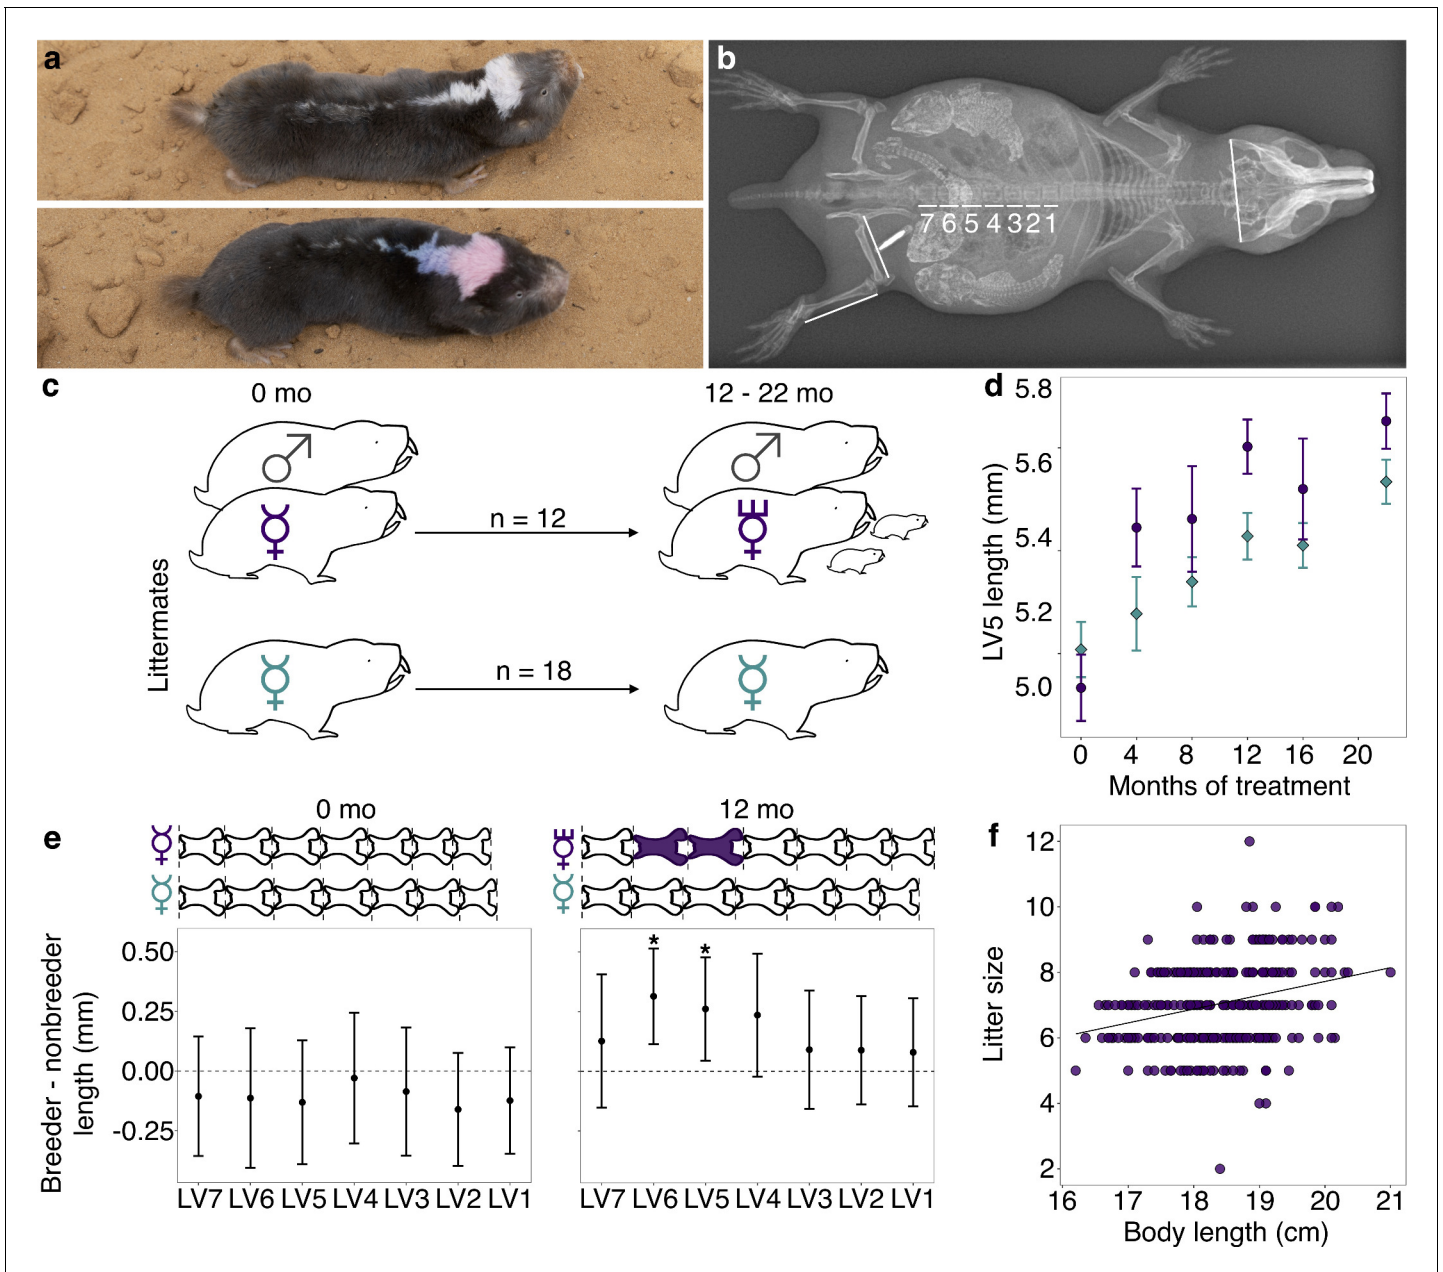 a
b
7 6 5 4 3 2 1
c
0 mo
12 - 22 mo
n = 12
Littermates
n = 18
d
LV5 length (mm)
5.8
5.6
5.4
5.2
5.0
0 4 8 12 16 20
Months of treatment
e
0 mo
12 mo
Breeder - nonbreeder
length (mm)
0.50
0.25
0.00
-0.25
* *
LV7 LV6 LV5 LV4 LV3 LV2 LV1
LV7 LV6 LV5 LV4 LV3 LV2 LV1
f
Litter size
12
10
8
6
4
2
16 17 18 19 20 21
Body length (cm)